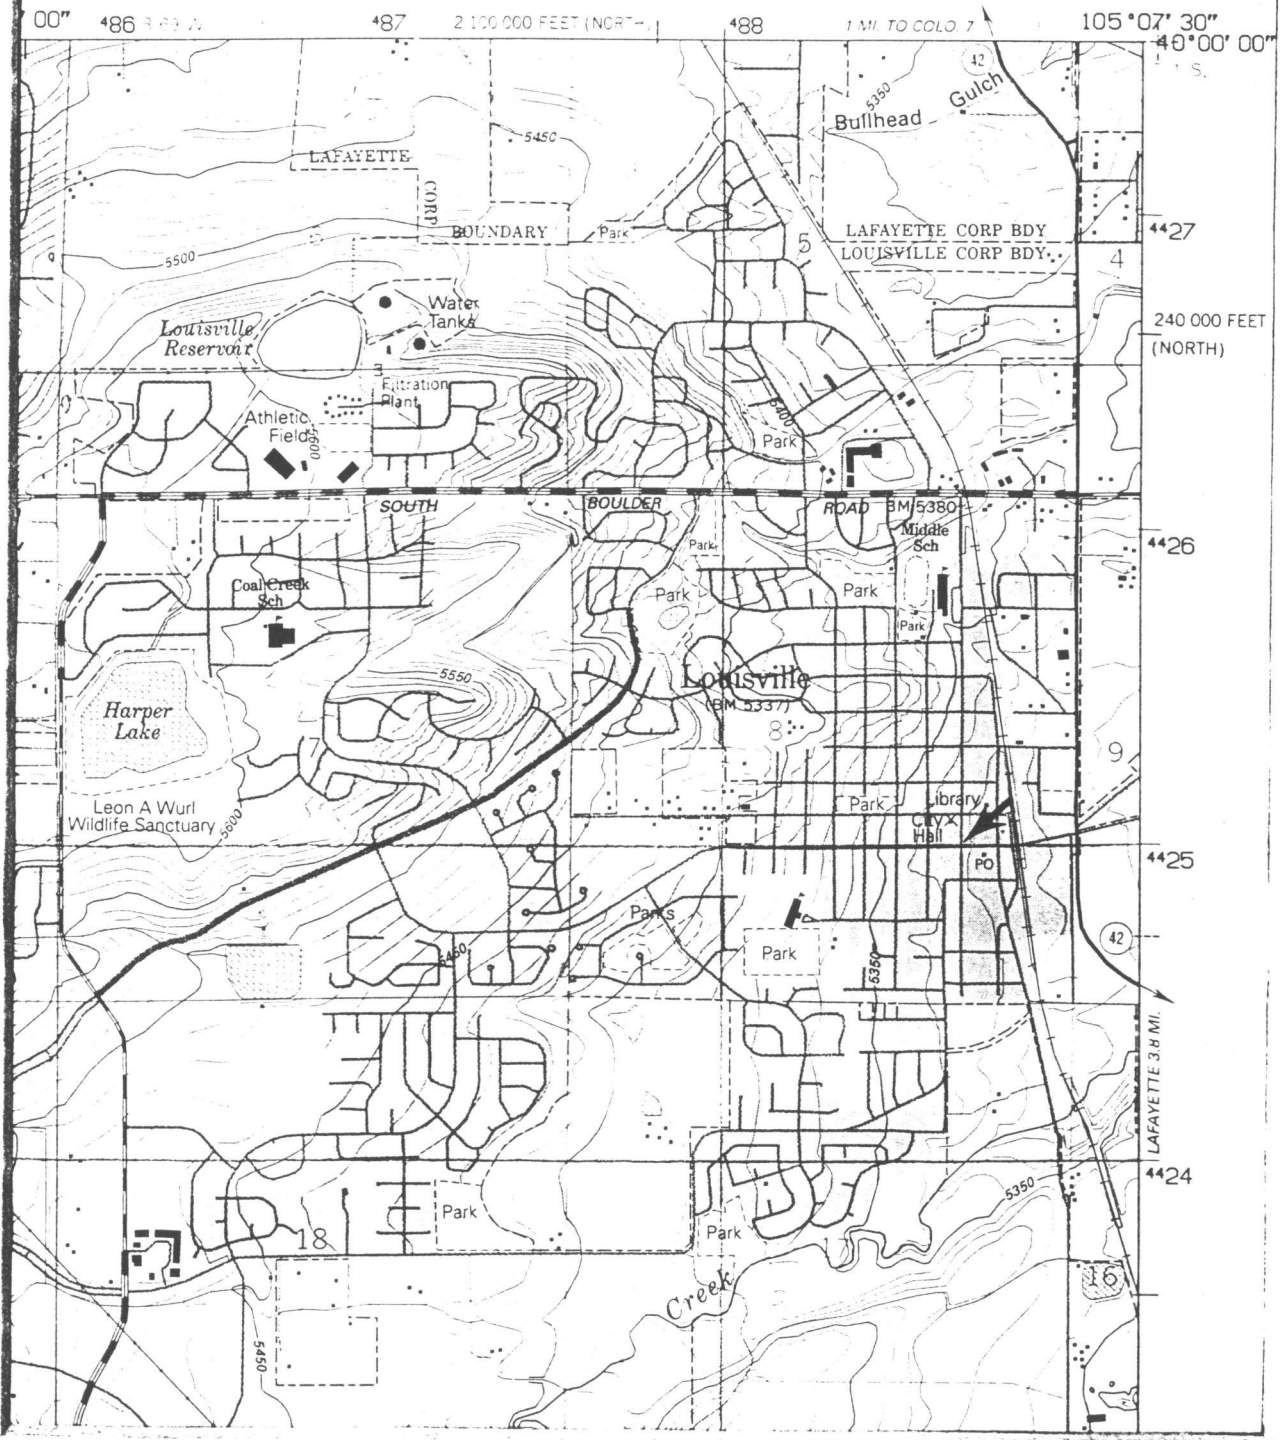 00" ⁴86 ⁴87 2 100 000 FEET (NORTH) ⁴88 1 MI. TO COLO. 7 105°07'30"
40°00'00"
42
Bullhead Gulch
5350
5450
LAFAYETTE
CORP
BOUNDARY
Park
5
LAFAYETTE CORP BDY
LOUISVILLE CORP BDY
4
⁴⁴27
5500
Water
Tanks
Louisville
Reservoir
240 000 FEET
(NORTH)
Filtration
Plant
Athletic
Field
5600
5400
Park
SOUTH BOULDER ROAD BM 5380
Middle
Sch
⁴⁴26
Park
Coal Creek
Sch
Park
Park
Park
5550
Louisville
(BM 5337)
Harper
Lake
8
9
Leon A Wurl
Wildlife Sanctuary
5600
Park
Library
City
Hall
⁴⁴25
PO
Parks
42
5450
Park
5350
LAFAYETTE 3.8 MI.
⁴⁴24
5350
Park
18
Park
16
Creek
5450